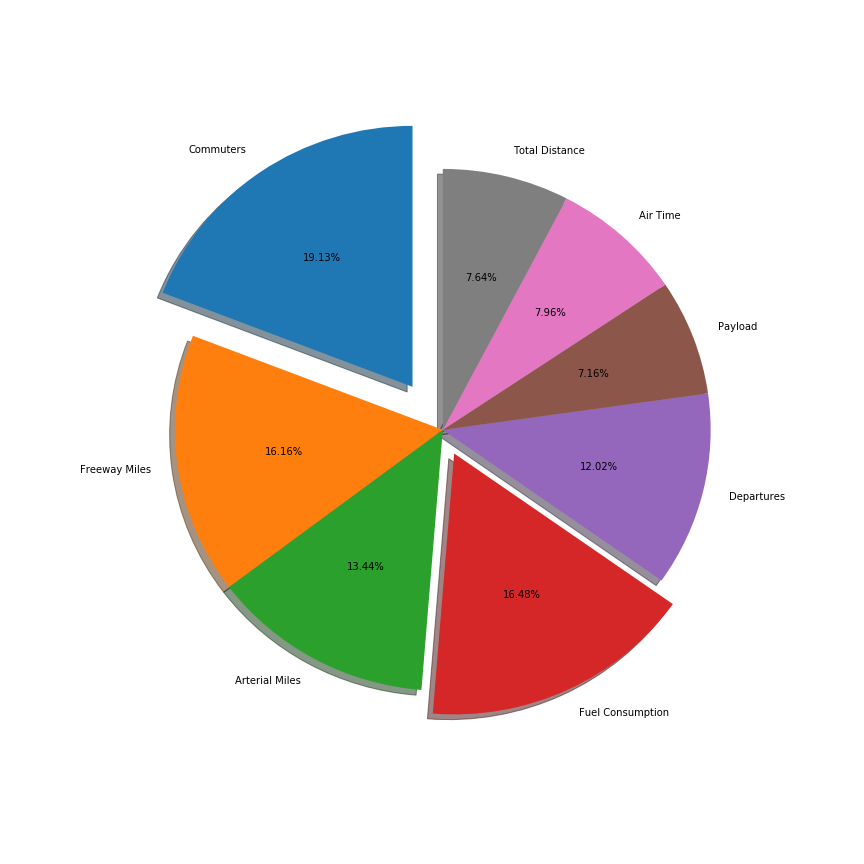 Commuters
19.13%
Freeway Miles
16.16%
Arterial Miles
13.44%
Fuel Consumption
16.48%
Departures
12.02%
Payload
7.16%
Air Time
7.96%
Total Distance
7.64%